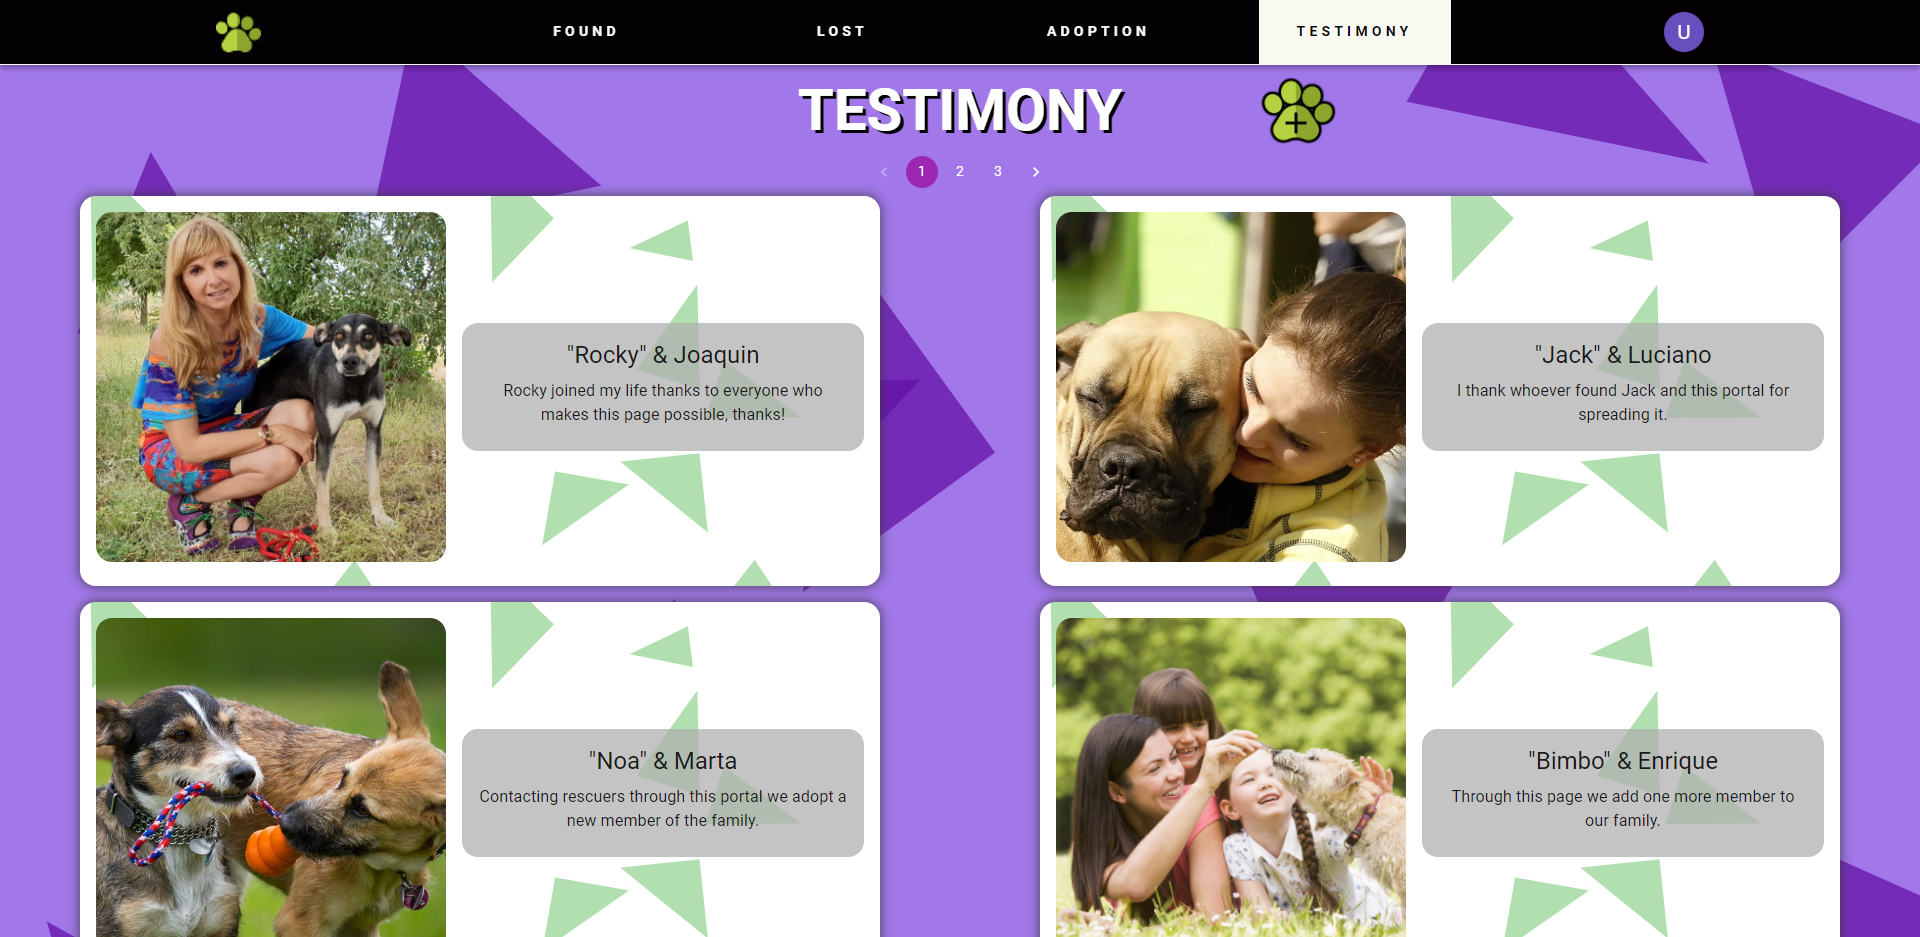 FOUND
LOST
ADOPTION
TESTIMONY
U
TESTIMONY
1
2
3
"Rocky" & Joaquin
Rocky joined my life thanks to everyone who
makes this page possible, thanks!
"Jack" & Luciano
I thank whoever found Jack and this portal for
spreading it.
"Noa" & Marta
Contacting rescuers through this portal we adopt a
new member of the family.
"Bimbo" & Enrique
Through this page we add one more member to
our family.